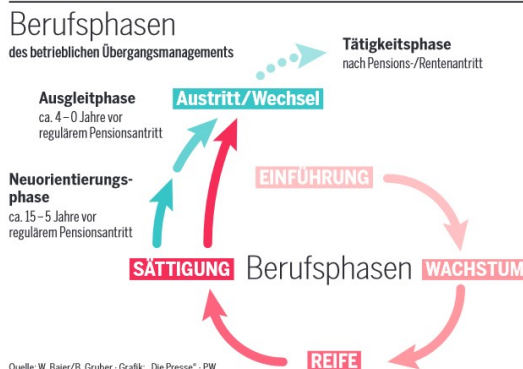 Berufsphasen
des betrieblichen Übergangsmanagements
Tätigkeitsphase
nach Pensions-/Rentenantritt
Ausgleitphase
ca. 4 – 0 Jahre vor
regulärem Pensionsantritt
Austritt/Wechsel
Neuorientierungs-
phase
ca. 15 – 5 Jahre vor
regulärem Pensionsantritt
EINFÜHRUNG
SÄTTIGUNG
Berufsphasen
WACHSTUM
REIFE
Quelle: W. Baier/B. Gruber · Grafik: „Die Presse“ · PW